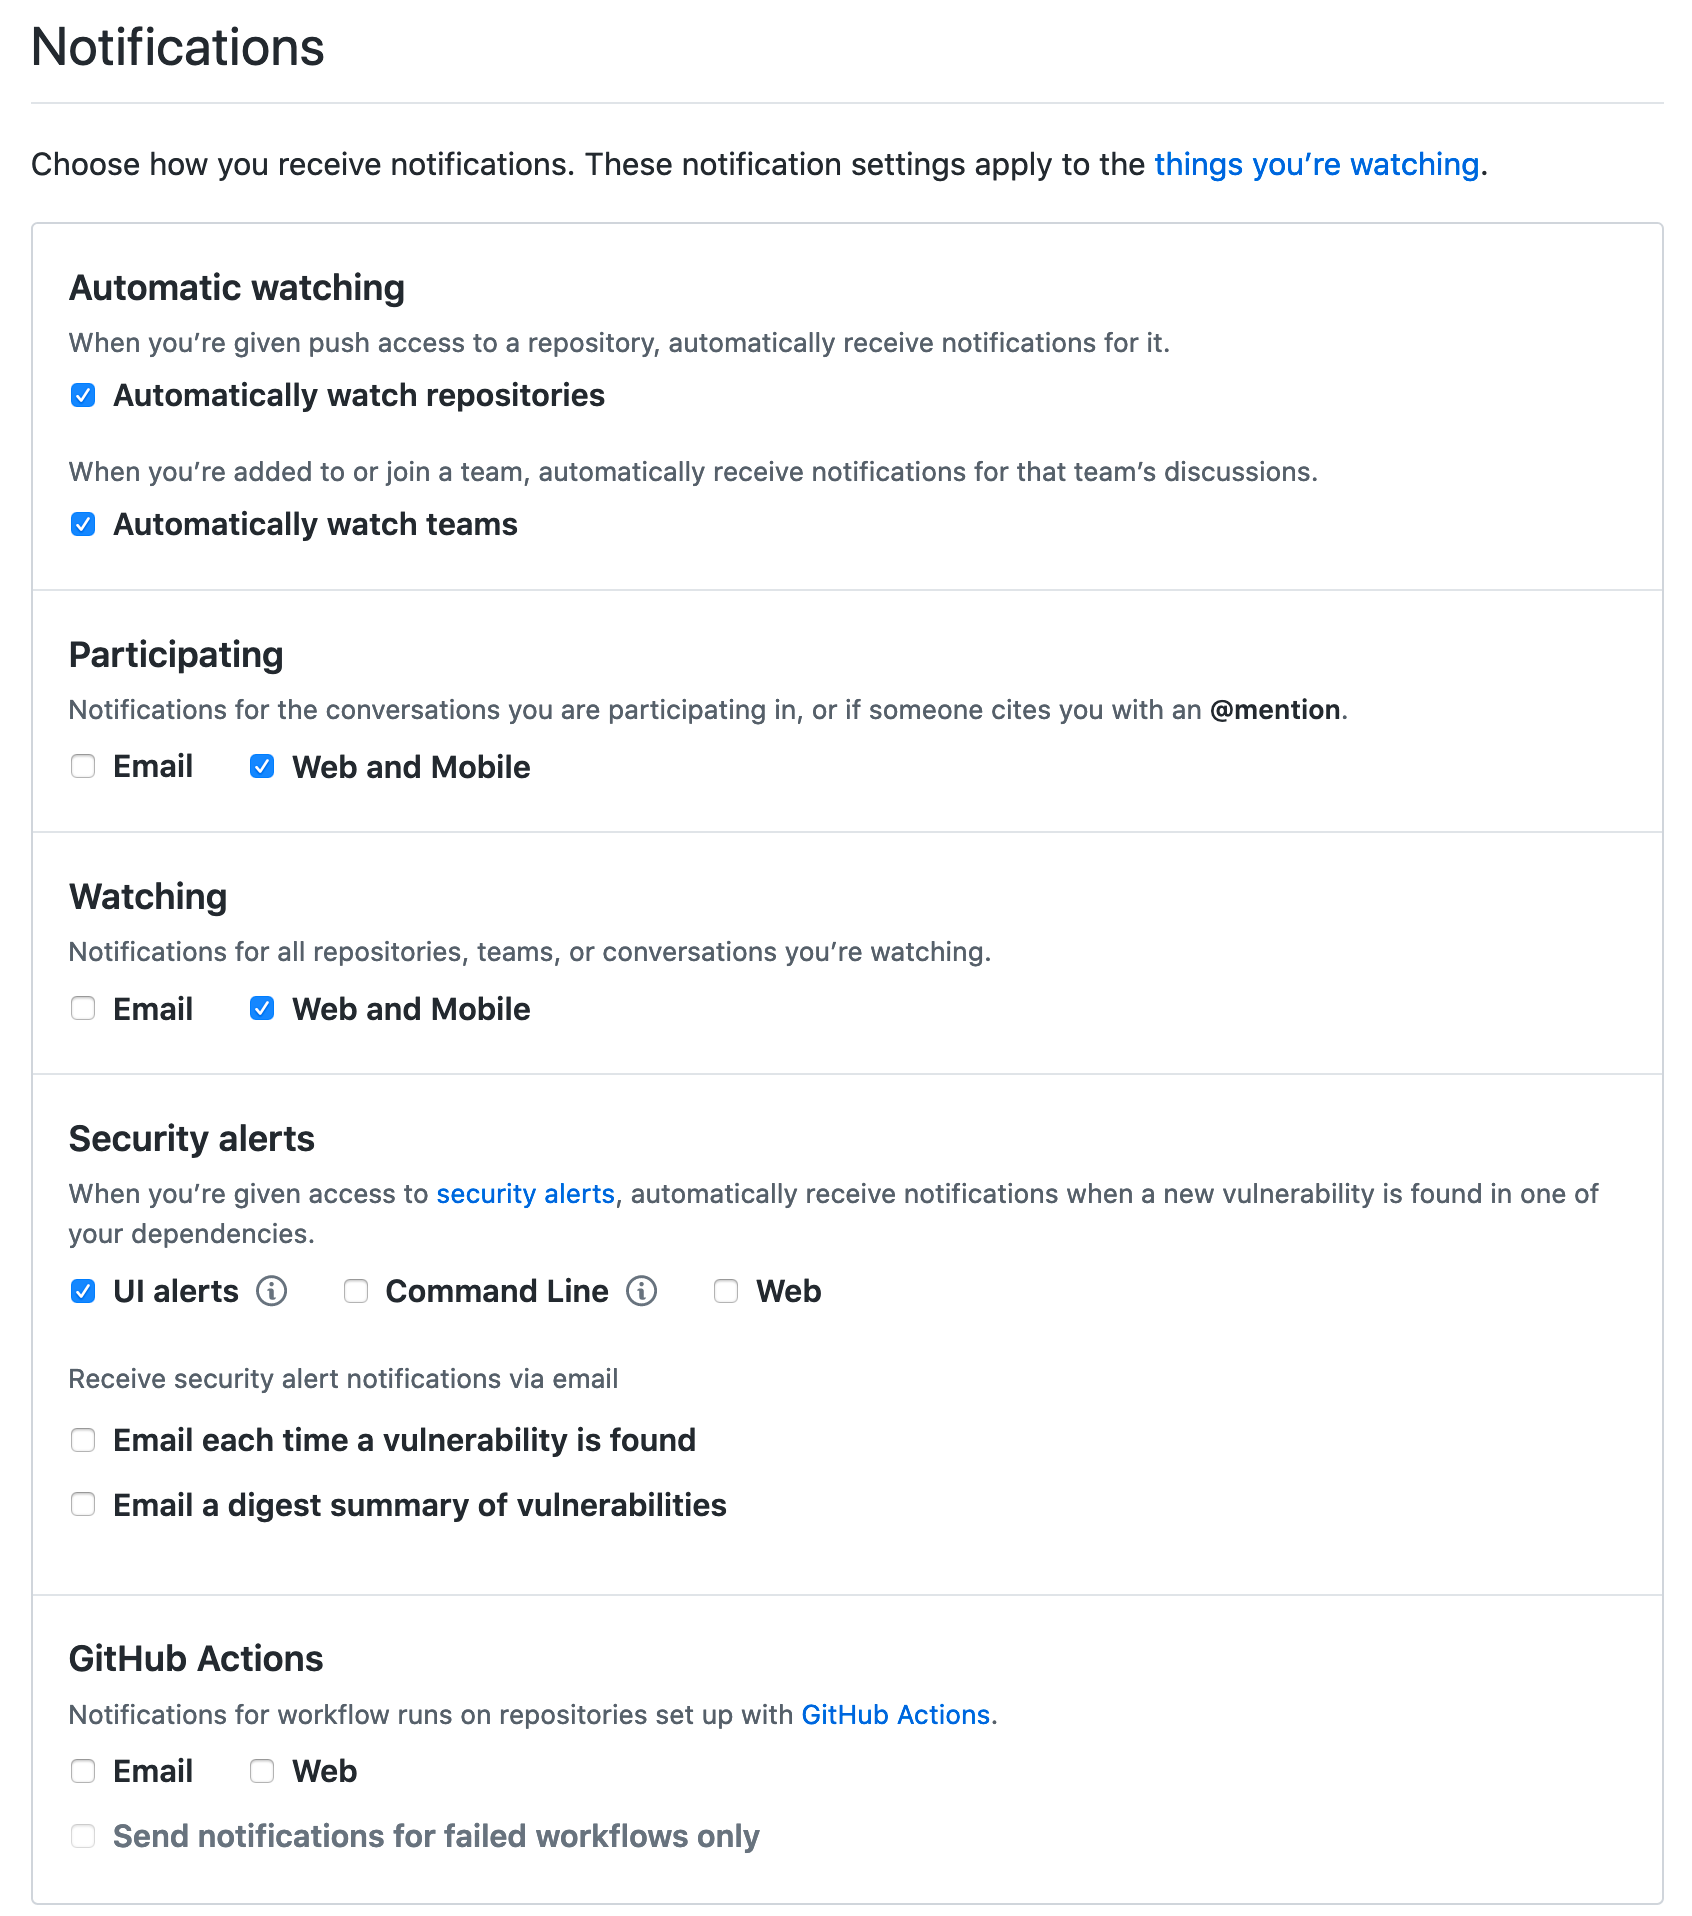 Notifications
Choose how you receive notifications. These notification settings apply to the things you’re watching.
Automatic watching
When you’re given push access to a repository, automatically receive notifications for it.
Automatically watch repositories
When you’re added to or join a team, automatically receive notifications for that team’s discussions.
Automatically watch teams
Participating
Notifications for the conversations you are participating in, or if someone cites you with an @mention.
Email Web and Mobile
Watching
Notifications for all repositories, teams, or conversations you’re watching.
Email Web and Mobile
Security alerts
When you’re given access to security alerts, automatically receive notifications when a new vulnerability is found in one of
your dependencies.
UI alerts Command Line Web
Receive security alert notifications via email
Email each time a vulnerability is found
Email a digest summary of vulnerabilities
GitHub Actions
Notifications for workflow runs on repositories set up with GitHub Actions.
Email Web
Send notifications for failed workflows only